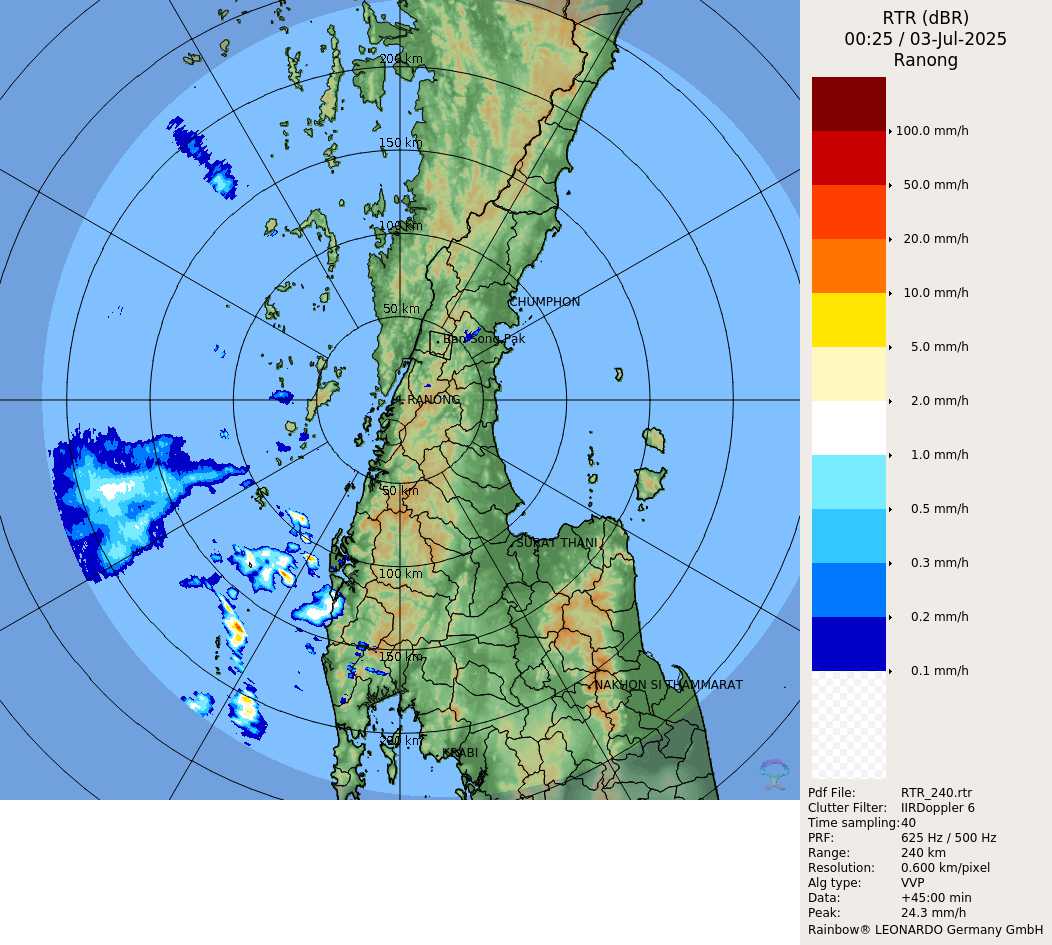 RTR (dBR)
00:25 / 03-Jul-2025
Ranong
200 km
150 km
100 km
50 km
CHUMPHON
Ban Song Pak
RANONG
50 km
SURAT THANI
100 km
150 km
NAKHON SI THAMMARAT
200 km
KRABI
100.0 mm/h
50.0 mm/h
20.0 mm/h
10.0 mm/h
5.0 mm/h
2.0 mm/h
1.0 mm/h
0.5 mm/h
0.3 mm/h
0.2 mm/h
0.1 mm/h
Pdf File: RTR_240.rtr
Clutter Filter: IIRDoppler 6
Time sampling: 40
PRF: 625 Hz / 500 Hz
Range: 240 km
Resolution: 0.600 km/pixel
Alg type: VVP
Data: +45:00 min
Peak: 24.3 mm/h
Rainbow® LEONARDO Germany GmbH